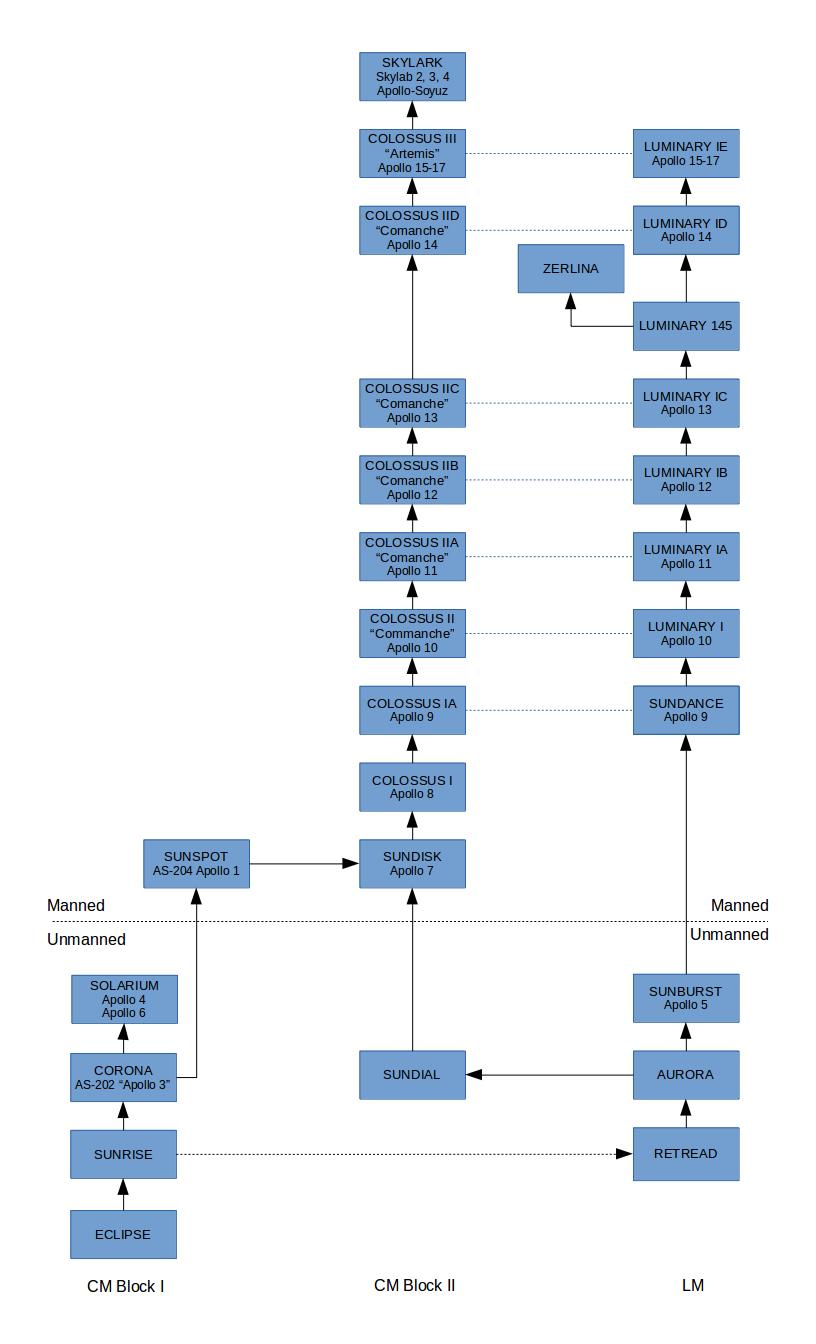 SKYLARK
Skylab 2, 3, 4
Apollo-Soyuz
COLOSSUS III
“Artemis”
Apollo 15-17
LUMINARY IE
Apollo 15-17
COLOSSUS IID
“Comanche”
Apollo 14
LUMINARY ID
Apollo 14
ZERLINA
LUMINARY 145
COLOSSUS IIC
“Comanche”
Apollo 13
LUMINARY IC
Apollo 13
COLOSSUS IIB
“Comanche”
Apollo 12
LUMINARY IB
Apollo 12
COLOSSUS IIA
“Comanche”
Apollo 11
LUMINARY IA
Apollo 11
COLOSSUS II
“Commanche”
Apollo 10
LUMINARY I
Apollo 10
COLOSSUS IA
Apollo 9
SUNDANCE
Apollo 9
COLOSSUS I
Apollo 8
SUNSPOT
AS-204 Apollo 1
SUNDISK
Apollo 7
Manned
Manned
Unmanned
Unmanned
SOLARIUM
Apollo 4
Apollo 6
SUNBURST
Apollo 5
CORONA
AS-202 “Apollo 3”
SUNDIAL
AURORA
SUNRISE
RETREAD
ECLIPSE
CM Block I
CM Block II
LM